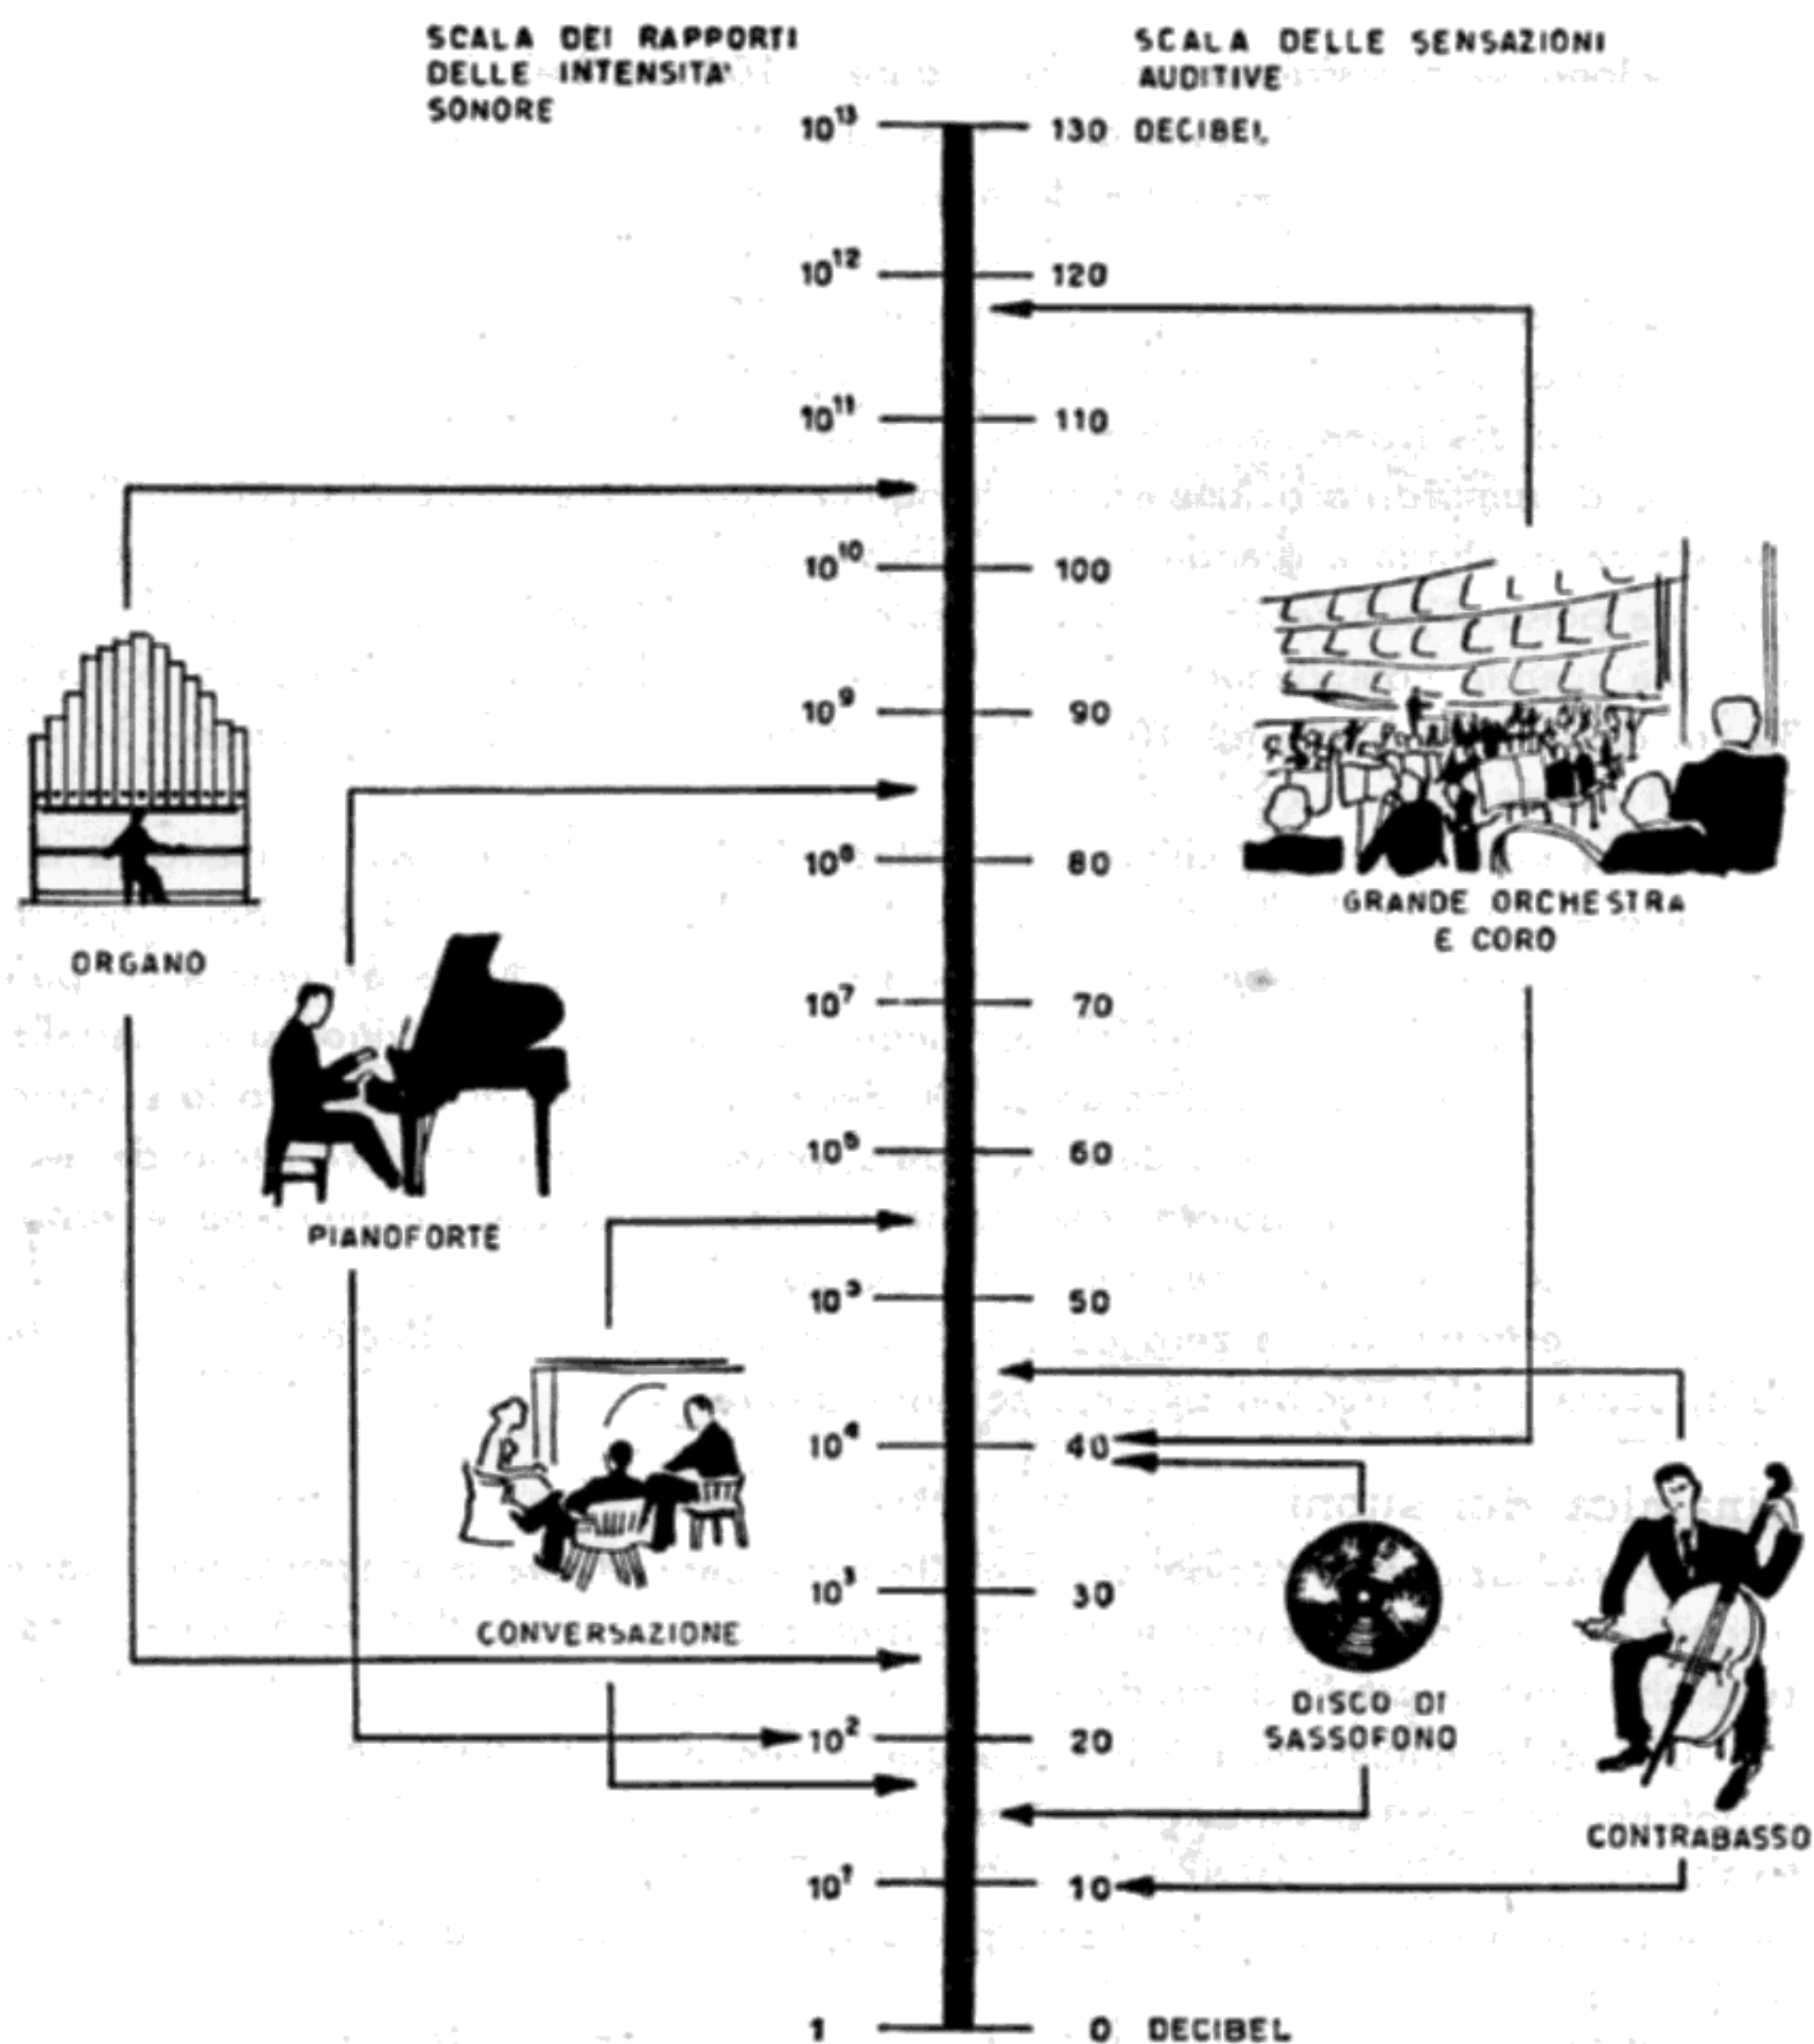 SCALA DEI RAPPORTI
DELLE INTENSITA'
SONORE
SCALA DELLE SENSAZIONI
AUDITIVE
10¹³ 130 DECIBEL
10¹² 120
10¹¹ 110
10¹⁰ 100
10⁹ 90
10⁸ 80
GRANDE ORCHESTRA
E CORO
ORGANO
10⁷ 70
10⁶ 60
PIANOFORTE
10⁵ 50
10⁴ 40
10³ 30
CONVERSAZIONE
DISCO DI
SASSOFONO
10² 20
CONTRABASSO
10¹ 10
1 0 DECIBEL